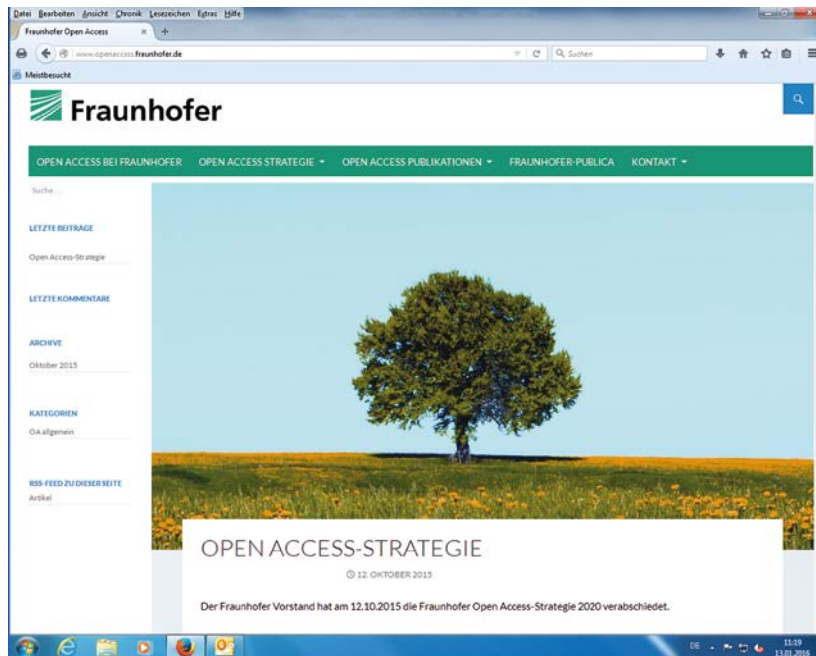 Datei Bearbeiten Ansicht Chronik Lesezeichen Extras Hilfe
Fraunhofer Open Access × +
www.openaccess.fraunhofer.de
Suchen
Meistbesucht
Fraunhofer
OPEN ACCESS BEI FRAUNHOFER OPEN ACCESS STRATEGIE OPEN ACCESS PUBLIKATIONEN FRAUNHOFER-PUBLICA KONTAKT
Suche ...
LETZTE BEITRÄGE
Open Access-Strategie
LETZTE KOMMENTARE
ARCHIVE
Oktober 2015
KATEGORIEN
OA allgemein
RSS-FEED ZU DIESER SEITE
Artikel
OPEN ACCESS-STRATEGIE
12. OKTOBER 2015
Der Fraunhofer Vorstand hat am 12.10.2015 die Fraunhofer Open Access-Strategie 2020 verabschiedet.
DE
11:19
13.01.2016